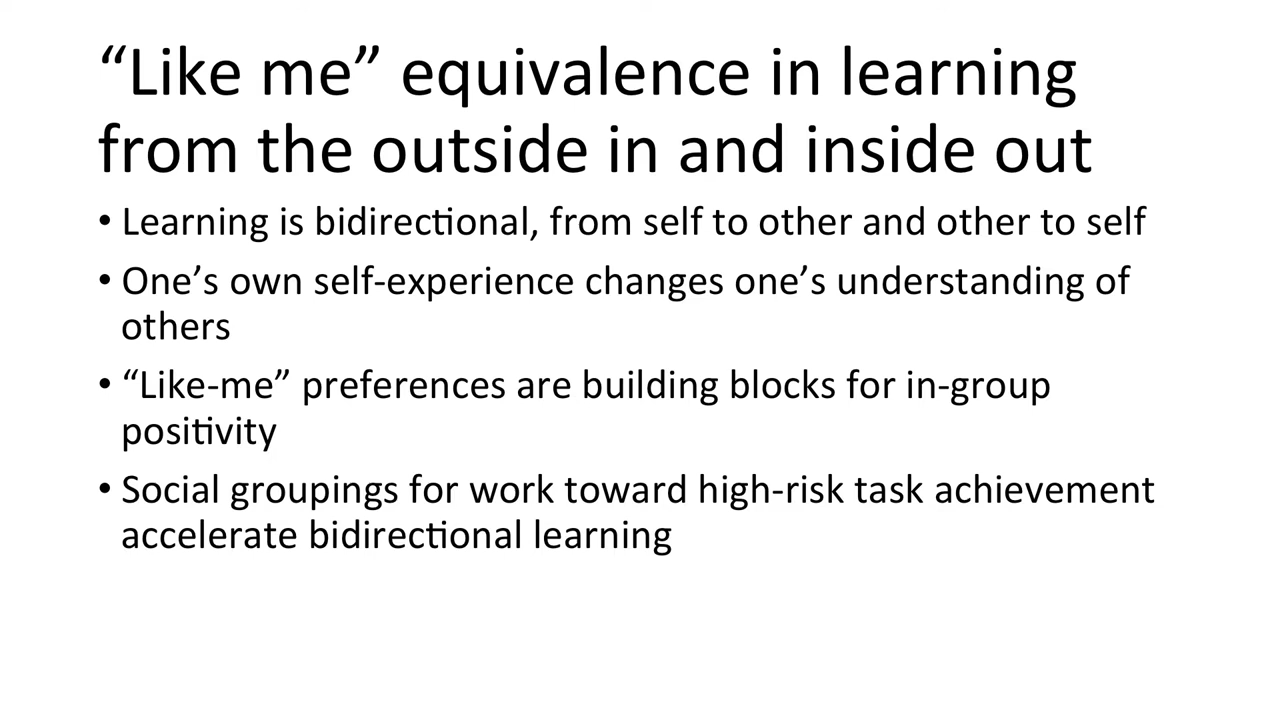 “Like me” equivalence in learning
from the outside in and inside out
• Learning is bidirectional, from self to other and other to self
• One’s own self-experience changes one’s understanding of
others
• “Like-me” preferences are building blocks for in-group
positivity
• Social groupings for work toward high-risk task achievement
accelerate bidirectional learning